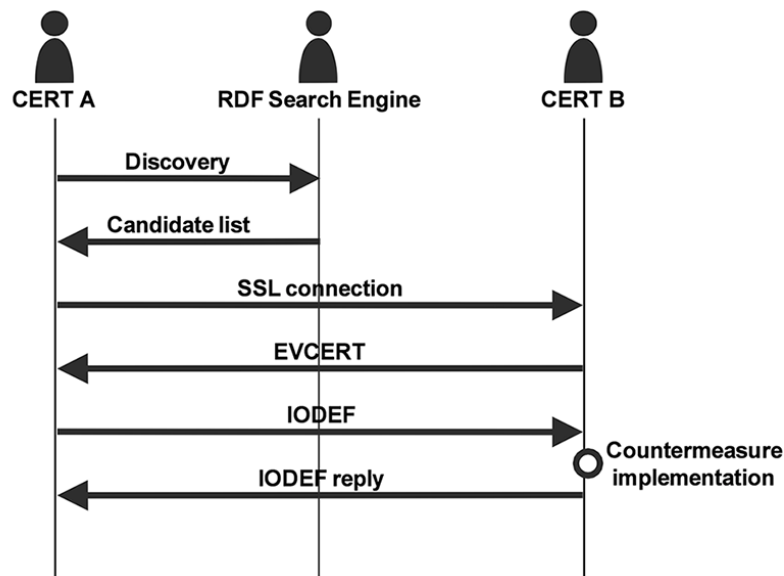 CERT A
RDF Search Engine
CERT B
Discovery
Candidate list
SSL connection
EVCERT
IODEF
Countermeasure
implementation
IODEF reply